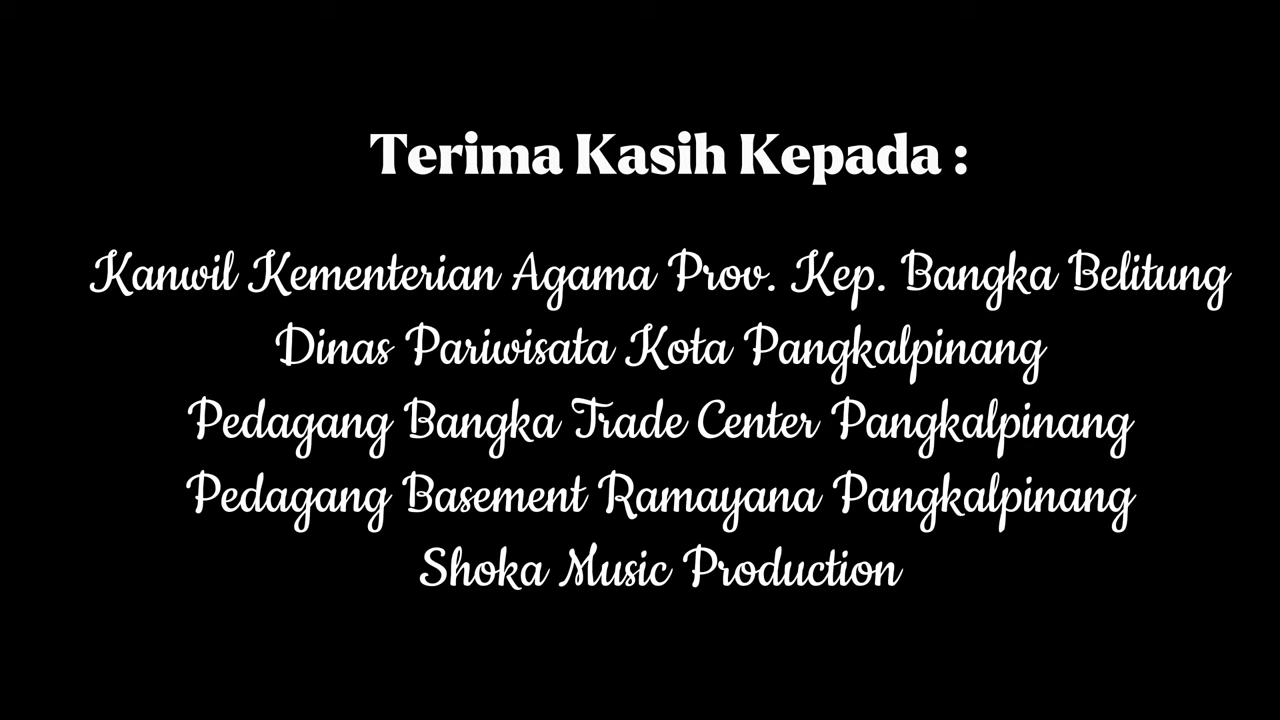 Terima Kasih Kepada :
Kanwil Kementerian Agama Prov. Kep. Bangka Belitung
Dinas Pariwisata Kota Pangkalpinang
Pedagang Bangka Trade Center Pangkalpinang
Pedagang Basement Ramayana Pangkalpinang
Shoka Music Production